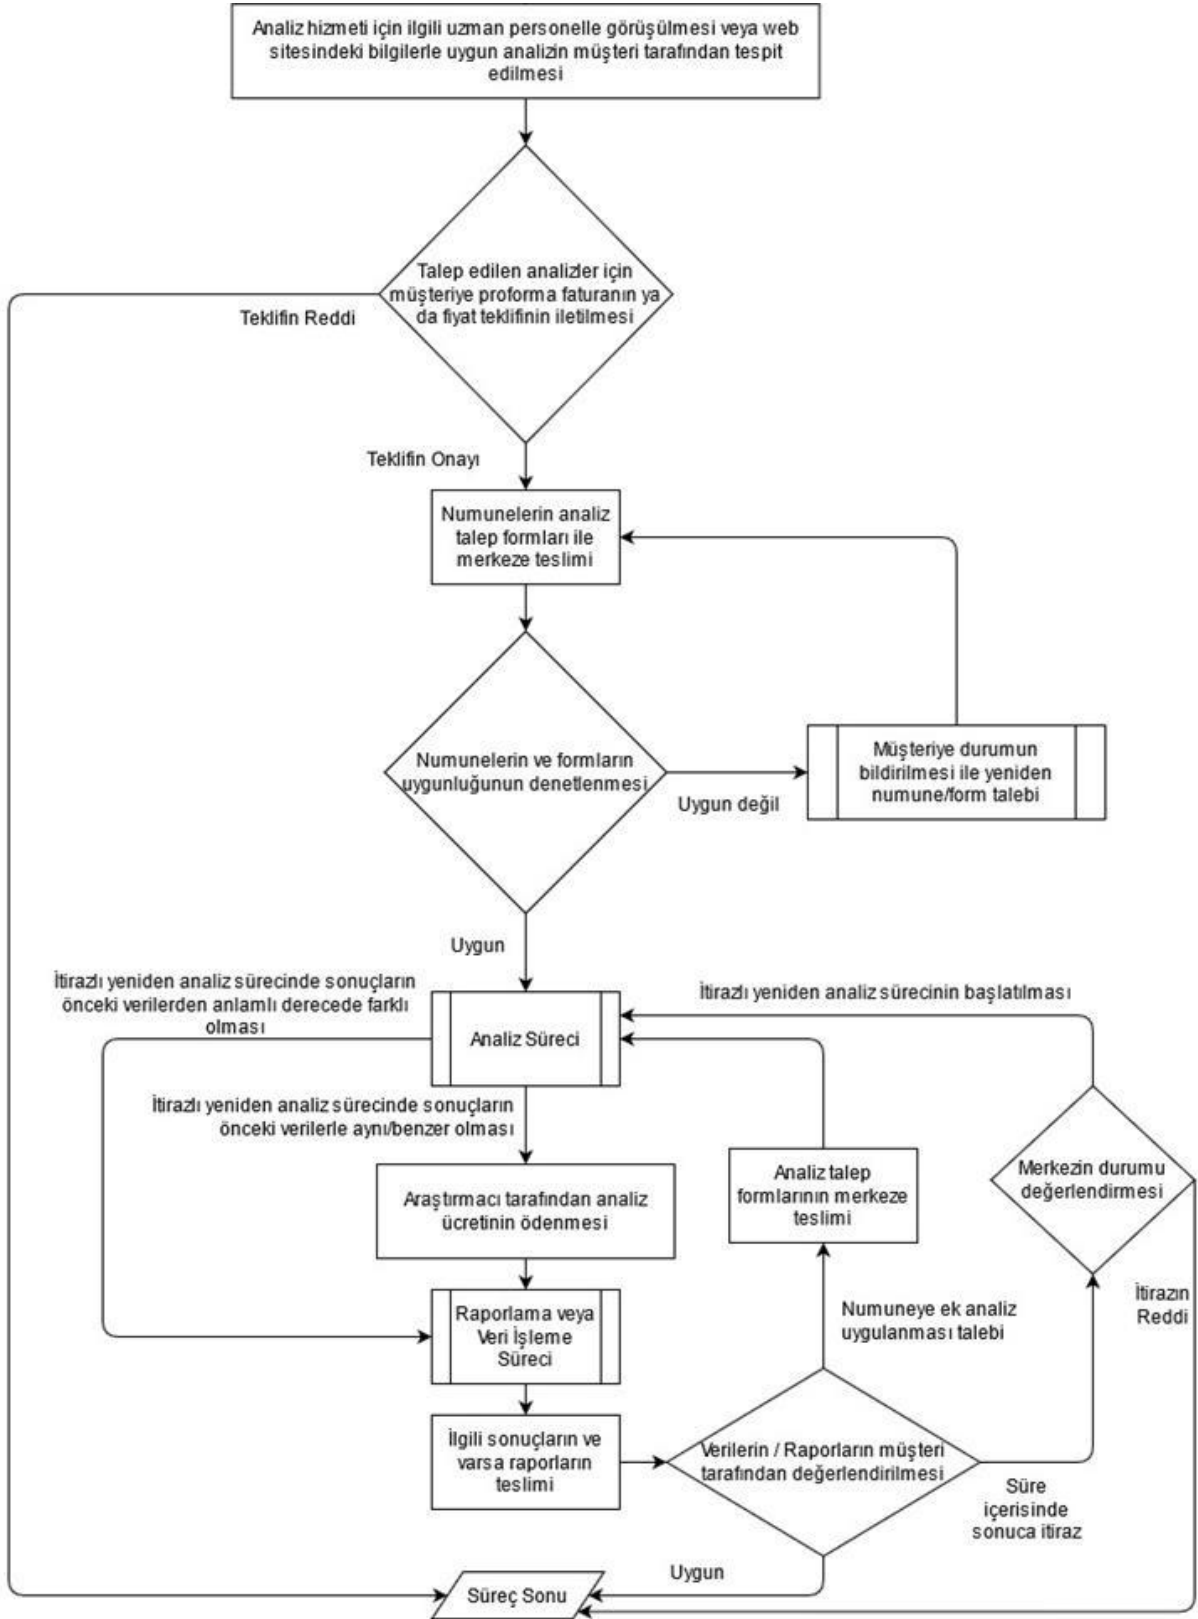 Analiz hizmeti için ilgili uzman personelle görüşülmesi veya web
sitesindeki bilgilerle uygun analizin müşteri tarafından tespit
edilmesi
Talep edilen analizler için
müşteriye proforma faturanın ya
da fiyat teklifinin iletilmesi
Teklifin Reddi
Teklifin Onayı
Numunelerin analiz
talep formları ile
merkeze teslimi
Numunelerin ve formların
uygunluğunun denetlenmesi
Uygun değil
Müşteriye durumun
bildirilmesi ile yeniden
numune/form talebi
Uygun
İtirazlı yeniden analiz sürecinde sonuçların
önceki verilerden anlamlı derecede farklı
olması
İtirazlı yeniden analiz sürecinin başlatılması
Analiz Süreci
İtirazlı yeniden analiz sürecinde sonuçların
önceki verilerle aynı/benzer olması
Araştırmacı tarafından analiz
ücretinin ödenmesi
Analiz talep
formlarının merkeze
teslimi
Merkezin durumu
değerlendirmesi
Raporlama veya
Veri İşleme
Süreci
Numuneye ek analiz
uygulanması talebi
İtirazın
Reddi
İlgili sonuçların ve
varsa raporların
teslimi
Verilerin / Raporların müşteri
tarafından değerlendirilmesi
Süre
içerisinde
sonuca itiraz
Uygun
Süreç Sonu